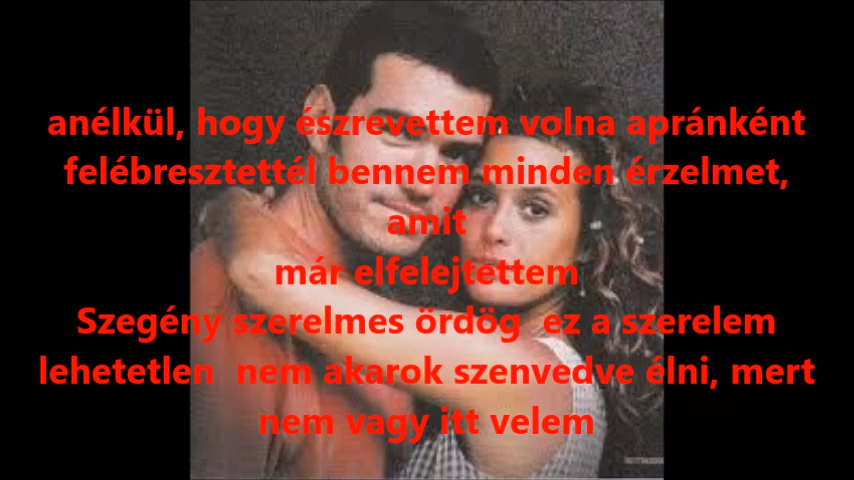 anélkül, hogy észrevettem volna apránként
felébresztettél bennem minden érzelmet,
amit
már elfelejtettem
Szegény szerelmes ördög  ez a szerelem
lehetetlen  nem akarok szenvedve élni, mert
nem vagy itt velem